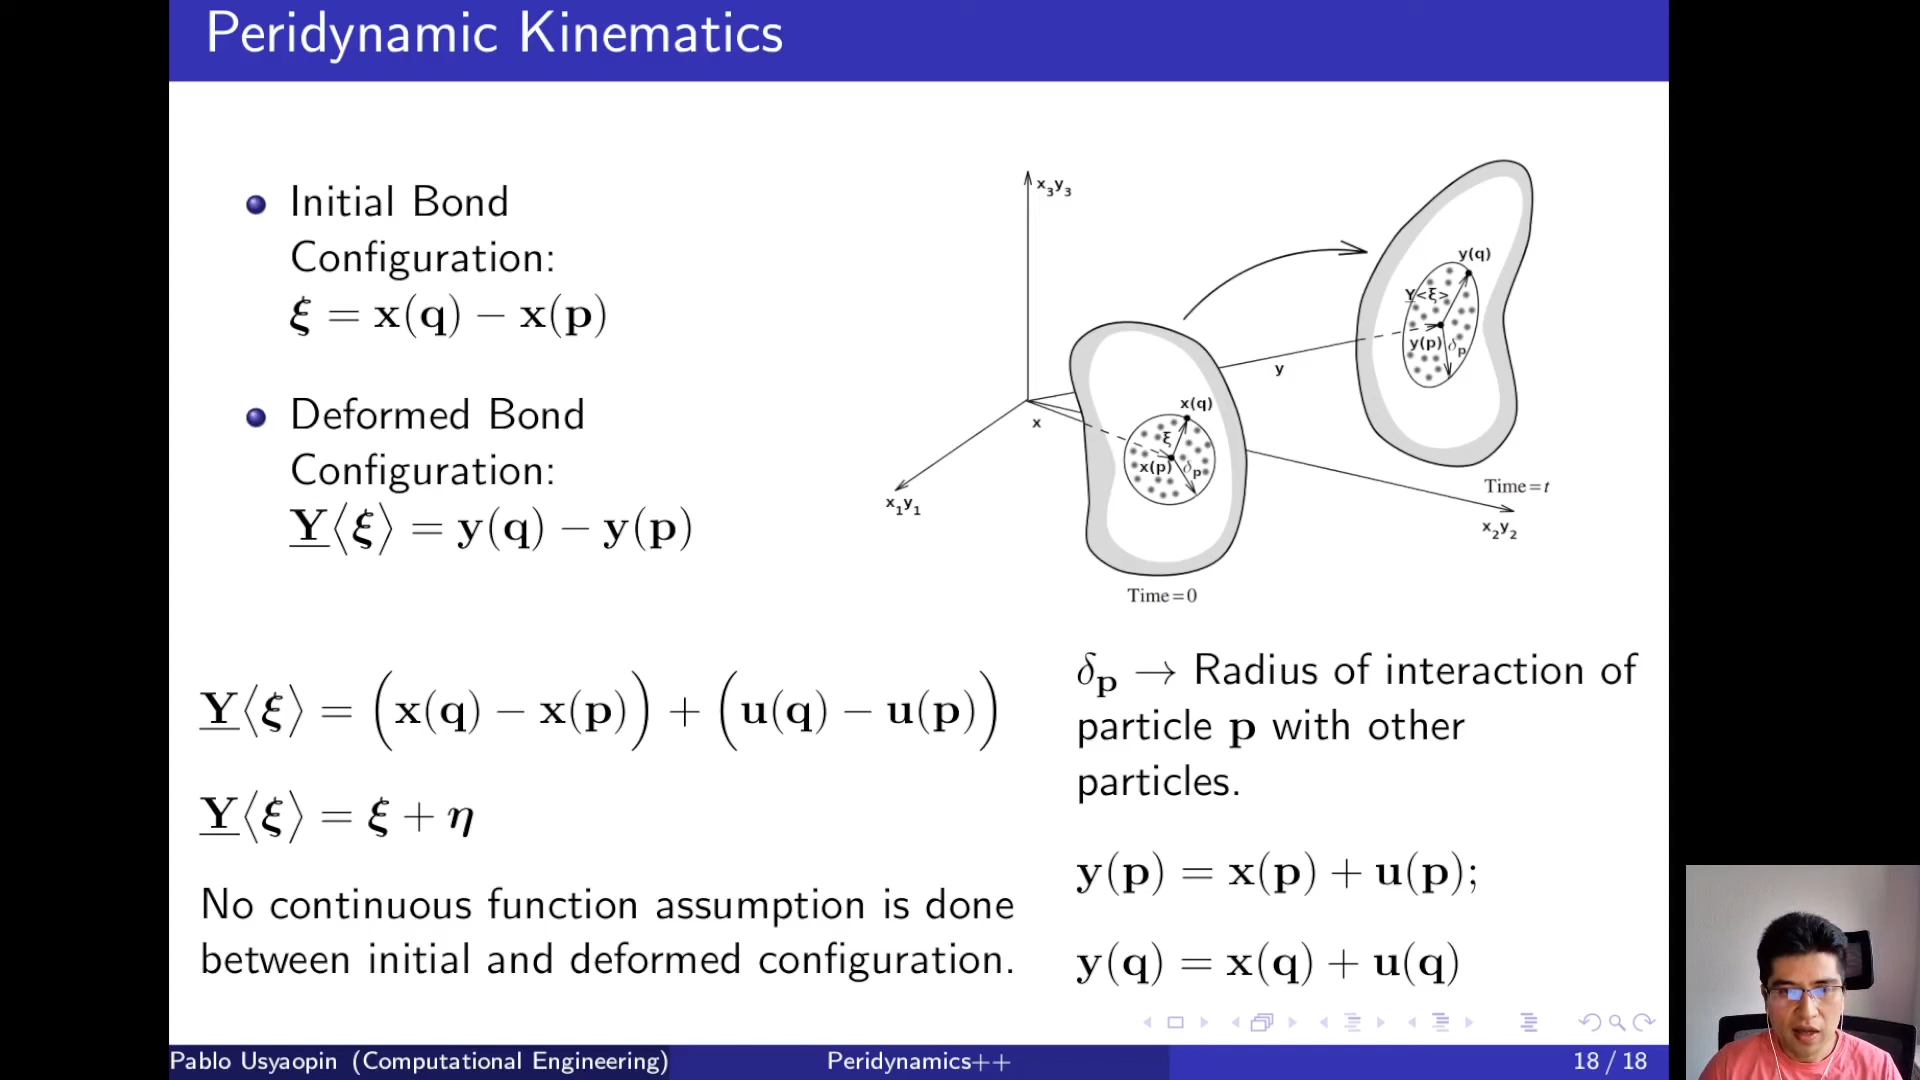 Peridynamic Kinematics
Initial Bond
Configuration:
ξ = x(q) − x(p)
Deformed Bond
Configuration:
Y⟨ξ⟩ = y(q) − y(p)
x₃y₃
y(q)
Y<ξ>
y(p) δp
y
x(q)
x
ξ
x(p) δp
x₁y₁
Time=t
x₂y₂
Time=0
Y⟨ξ⟩ = (x(q) − x(p)) + (u(q) − u(p))
Y⟨ξ⟩ = ξ + η
No continuous function assumption is done
between initial and deformed configuration.
δp → Radius of interaction of
particle p with other
particles.
y(p) = x(p) + u(p);
y(q) = x(q) + u(q)
Pablo Usyaopin (Computational Engineering) Peridynamics++ 18 / 18